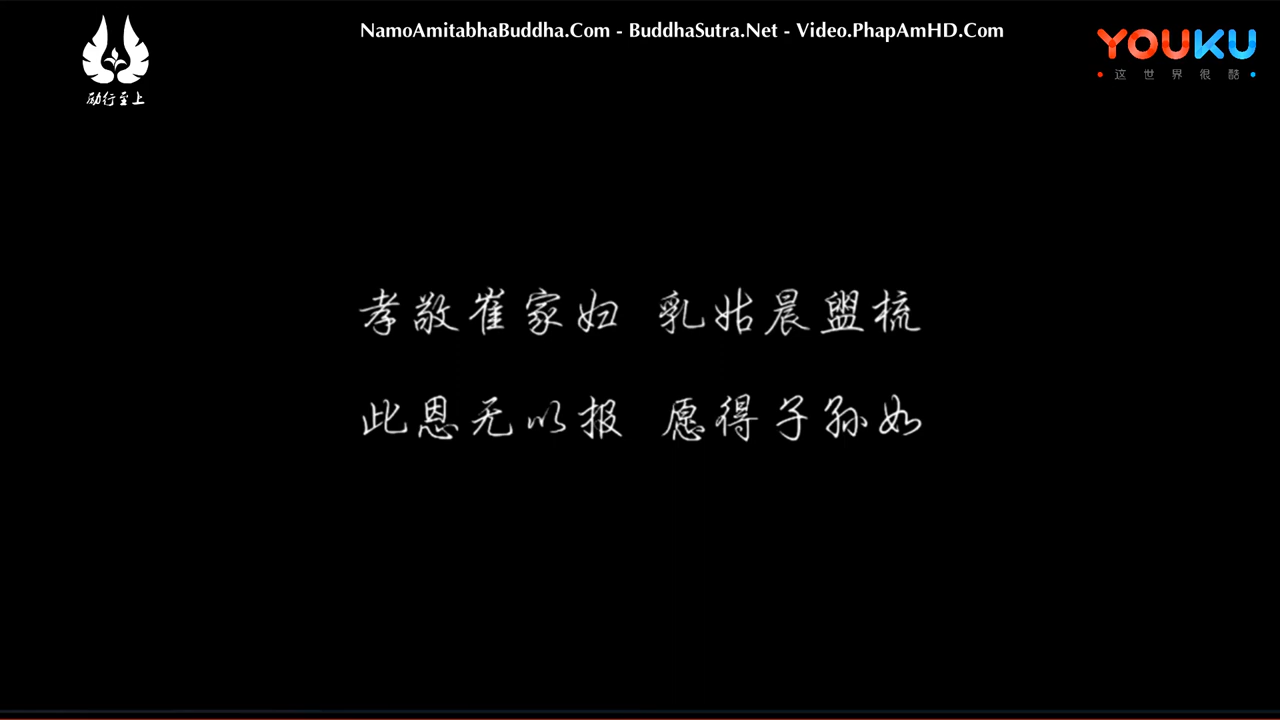 NamoAmitabhaBuddha.Com - BuddhaSutra.Net - Video.PhapAmHD.Com
YOUKU
这世界很酷
励行至上
孝敬崔家妇 乳姑晨盥梳
此恩无以报 愿得子孙如